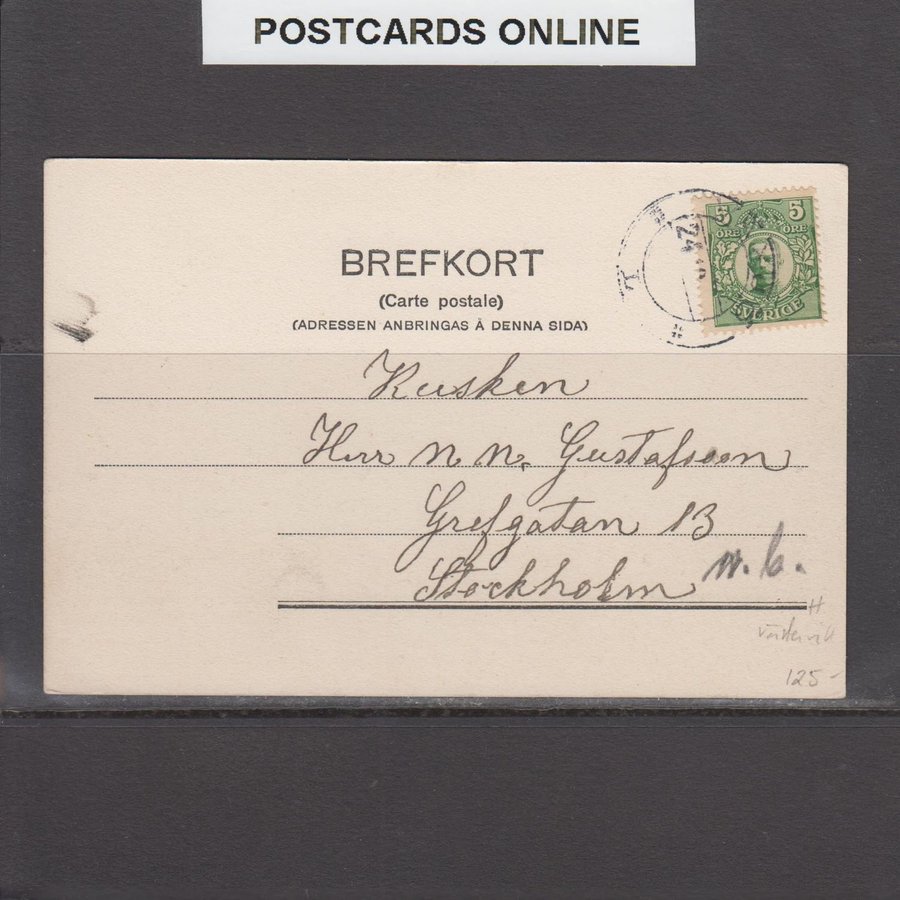 POSTCARDS ONLINE
5 5
ÖRE ÖRE
SVERIGE
24
T
BREFKORT
(Carte postale)
(ADRESSEN ANBRINGAS Å DENNA SIDA)
Kusken
Herr n n. Gustafsson
Grefgatan 13
Stockholm n. b.
H
125-